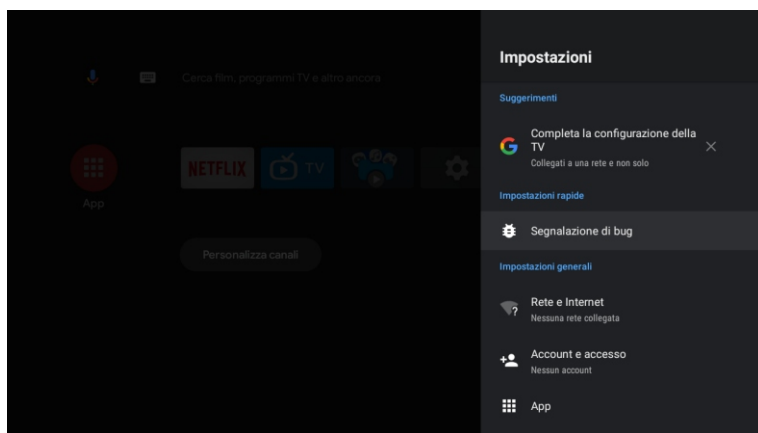 Cerca film, programmi TV e altro ancora
NETFLIX
TV
App
Personalizza canali
Impostazioni
Suggerimenti
Completa la configurazione della
TV
Collegati a una rete e non solo
Impostazioni rapide
Segnalazione di bug
Impostazioni generali
Rete e Internet
Nessuna rete collegata
Account e accesso
Nessun account
App